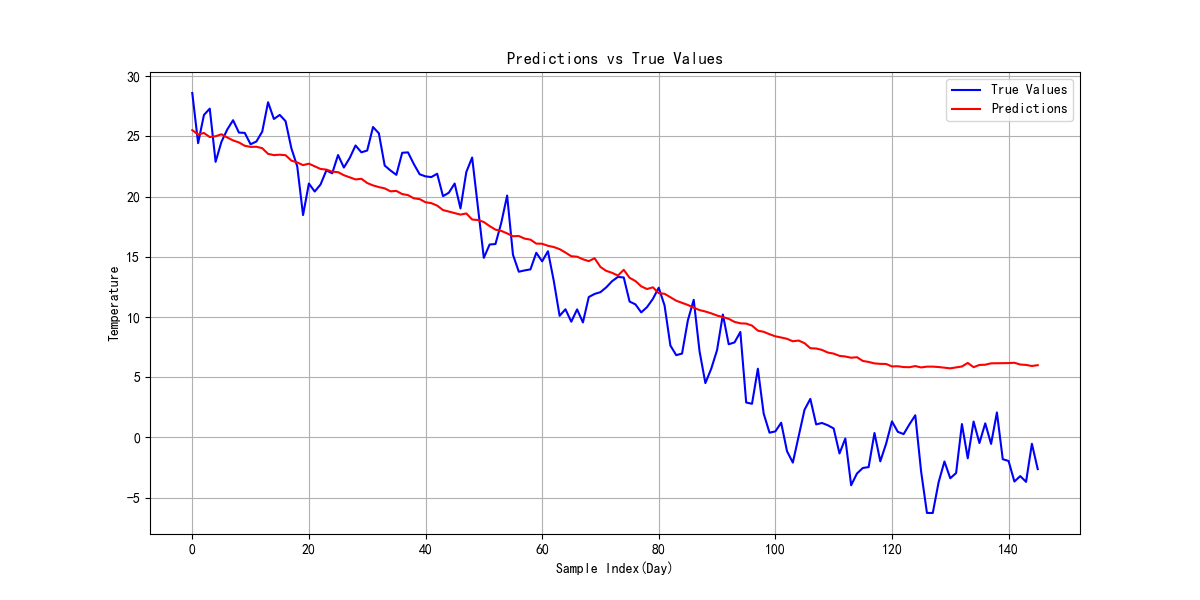 Predictions vs True Values
True Values
Predictions
Temperature
30
25
20
15
10
5
0
−5
0 20 40 60 80 100 120 140
Sample Index(Day)